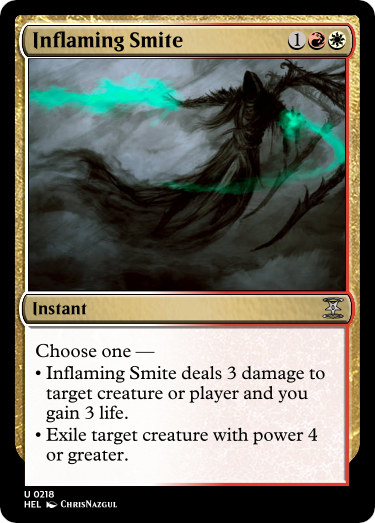 Inflaming Smite 1
Instant
Choose one —
• Inflaming Smite deals 3 damage to
target creature or player and you
gain 3 life.
• Exile target creature with power 4
or greater.
U 0218
HEL ChrisNazgul